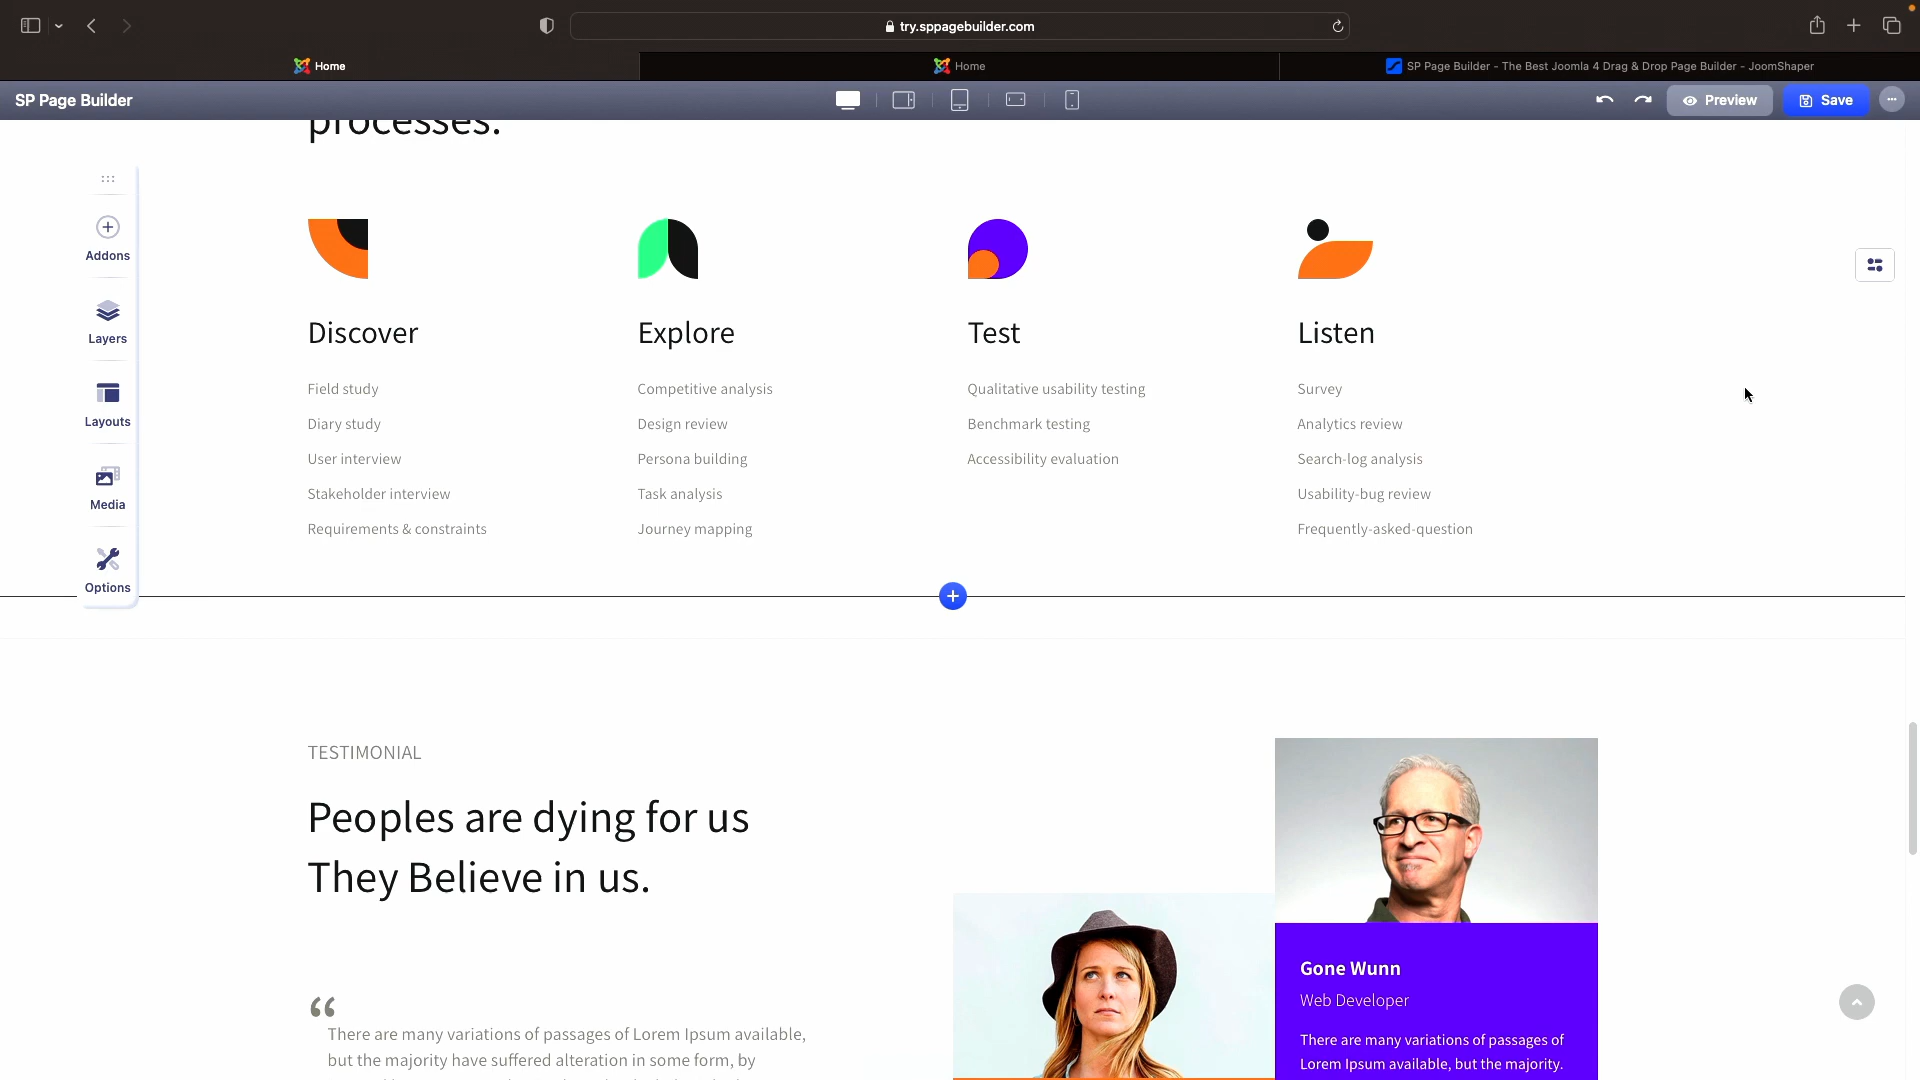 try.sppagebuilder.com
Home
Home
SP Page Builder - The Best Joomla 4 Drag & Drop Page Builder - JoomShaper
SP Page Builder
Preview
Save
processes.
Addons
Layers
Layouts
Media
Options
Discover
Field study
Diary study
User interview
Stakeholder interview
Requirements & constraints
Explore
Competitive analysis
Design review
Persona building
Task analysis
Journey mapping
Test
Qualitative usability testing
Benchmark testing
Accessibility evaluation
Listen
Survey
Analytics review
Search-log analysis
Usability-bug review
Frequently-asked-question
TESTIMONIAL
Peoples are dying for us
They Believe in us.
“
There are many variations of passages of Lorem Ipsum available,
but the majority have suffered alteration in some form, by
Gone Wunn
Web Developer
There are many variations of passages of
Lorem Ipsum available, but the majority.